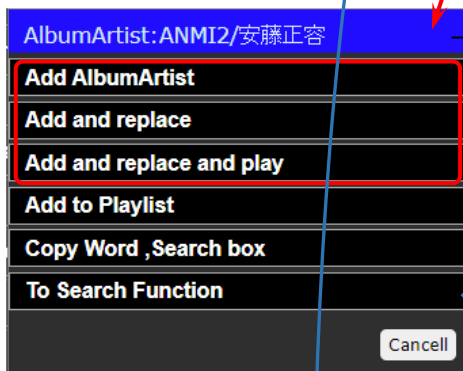 AlbumArtist:ANMI2/安藤正容
Add AlbumArtist
Add and replace
Add and replace and play
Add to Playlist
Copy Word ,Search box
To Search Function
Cancell